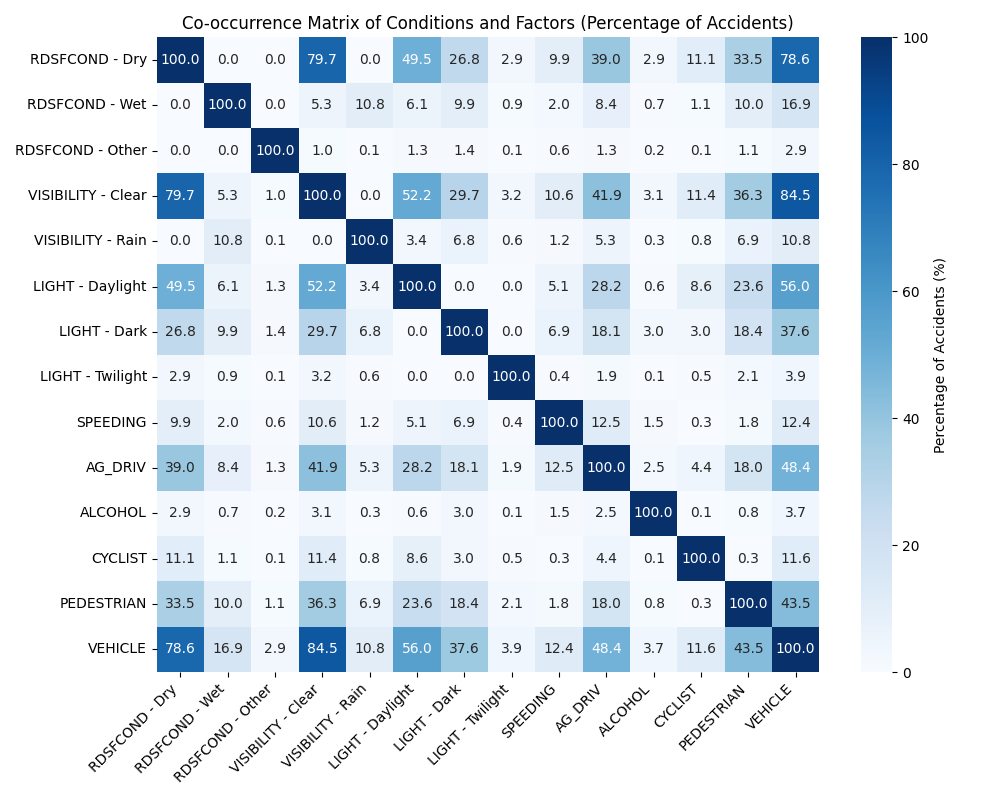 Co-occurrence Matrix of Conditions and Factors (Percentage of Accidents)
RDSFCOND - Dry 100.0 0.0 0.0 79.7 0.0 49.5 26.8 2.9 9.9 39.0 2.9 11.1 33.5 78.6
RDSFCOND - Wet 0.0 100.0 0.0 5.3 10.8 6.1 9.9 0.9 2.0 8.4 0.7 1.1 10.0 16.9
RDSFCOND - Other 0.0 0.0 100.0 1.0 0.1 1.3 1.4 0.1 0.6 1.3 0.2 0.1 1.1 2.9
VISIBILITY - Clear 79.7 5.3 1.0 100.0 0.0 52.2 29.7 3.2 10.6 41.9 3.1 11.4 36.3 84.5
VISIBILITY - Rain 0.0 10.8 0.1 0.0 100.0 3.4 6.8 0.6 1.2 5.3 0.3 0.8 6.9 10.8
LIGHT - Daylight 49.5 6.1 1.3 52.2 3.4 100.0 0.0 0.0 5.1 28.2 0.6 8.6 23.6 56.0
LIGHT - Dark 26.8 9.9 1.4 29.7 6.8 0.0 100.0 0.0 6.9 18.1 3.0 3.0 18.4 37.6
LIGHT - Twilight 2.9 0.9 0.1 3.2 0.6 0.0 0.0 100.0 0.4 1.9 0.1 0.5 2.1 3.9
SPEEDING 9.9 2.0 0.6 10.6 1.2 5.1 6.9 0.4 100.0 12.5 1.5 0.3 1.8 12.4
AG_DRIV 39.0 8.4 1.3 41.9 5.3 28.2 18.1 1.9 12.5 100.0 2.5 4.4 18.0 48.4
ALCOHOL 2.9 0.7 0.2 3.1 0.3 0.6 3.0 0.1 1.5 2.5 100.0 0.1 0.8 3.7
CYCLIST 11.1 1.1 0.1 11.4 0.8 8.6 3.0 0.5 0.3 4.4 0.1 100.0 0.3 11.6
PEDESTRIAN 33.5 10.0 1.1 36.3 6.9 23.6 18.4 2.1 1.8 18.0 0.8 0.3 100.0 43.5
VEHICLE 78.6 16.9 2.9 84.5 10.8 56.0 37.6 3.9 12.4 48.4 3.7 11.6 43.5 100.0
RDSFCOND - Dry
RDSFCOND - Wet
RDSFCOND - Other
VISIBILITY - Clear
VISIBILITY - Rain
LIGHT - Daylight
LIGHT - Dark
LIGHT - Twilight
SPEEDING
AG_DRIV
ALCOHOL
CYCLIST
PEDESTRIAN
VEHICLE
100
80
60
40
20
0
Percentage of Accidents (%)